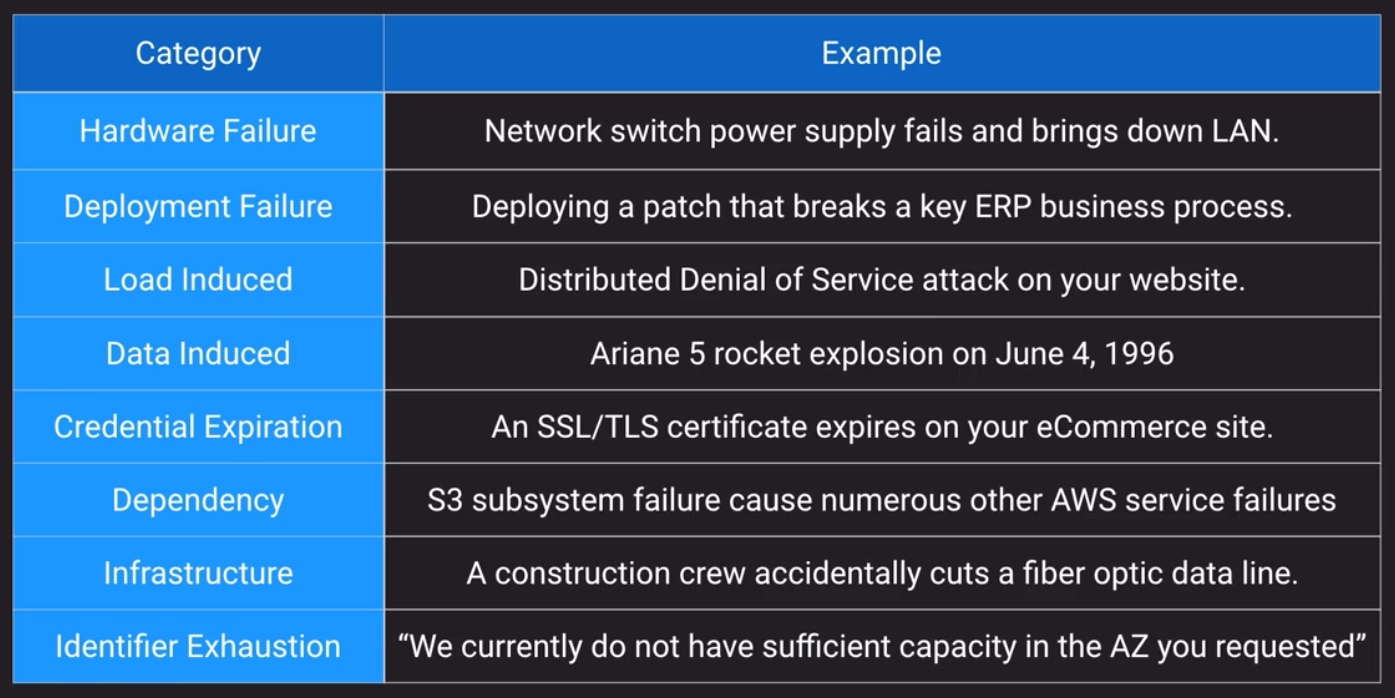 Category
Example
Hardware Failure
Network switch power supply fails and brings down LAN.
Deployment Failure
Deploying a patch that breaks a key ERP business process.
Load Induced
Distributed Denial of Service attack on your website.
Data Induced
Ariane 5 rocket explosion on June 4, 1996
Credential Expiration
An SSL/TLS certificate expires on your eCommerce site.
Dependency
S3 subsystem failure cause numerous other AWS service failures
Infrastructure
A construction crew accidentally cuts a fiber optic data line.
Identifier Exhaustion
“We currently do not have sufficient capacity in the AZ you requested”